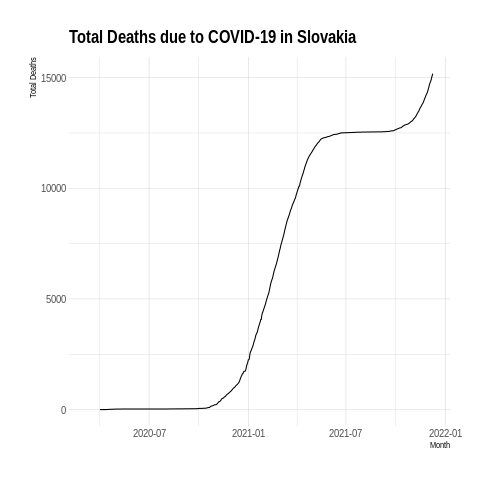 Total Deaths due to COVID-19 in Slovakia
Total Deaths
15000
10000
5000
0
2020-07 2021-01 2021-07 2022-01
Month